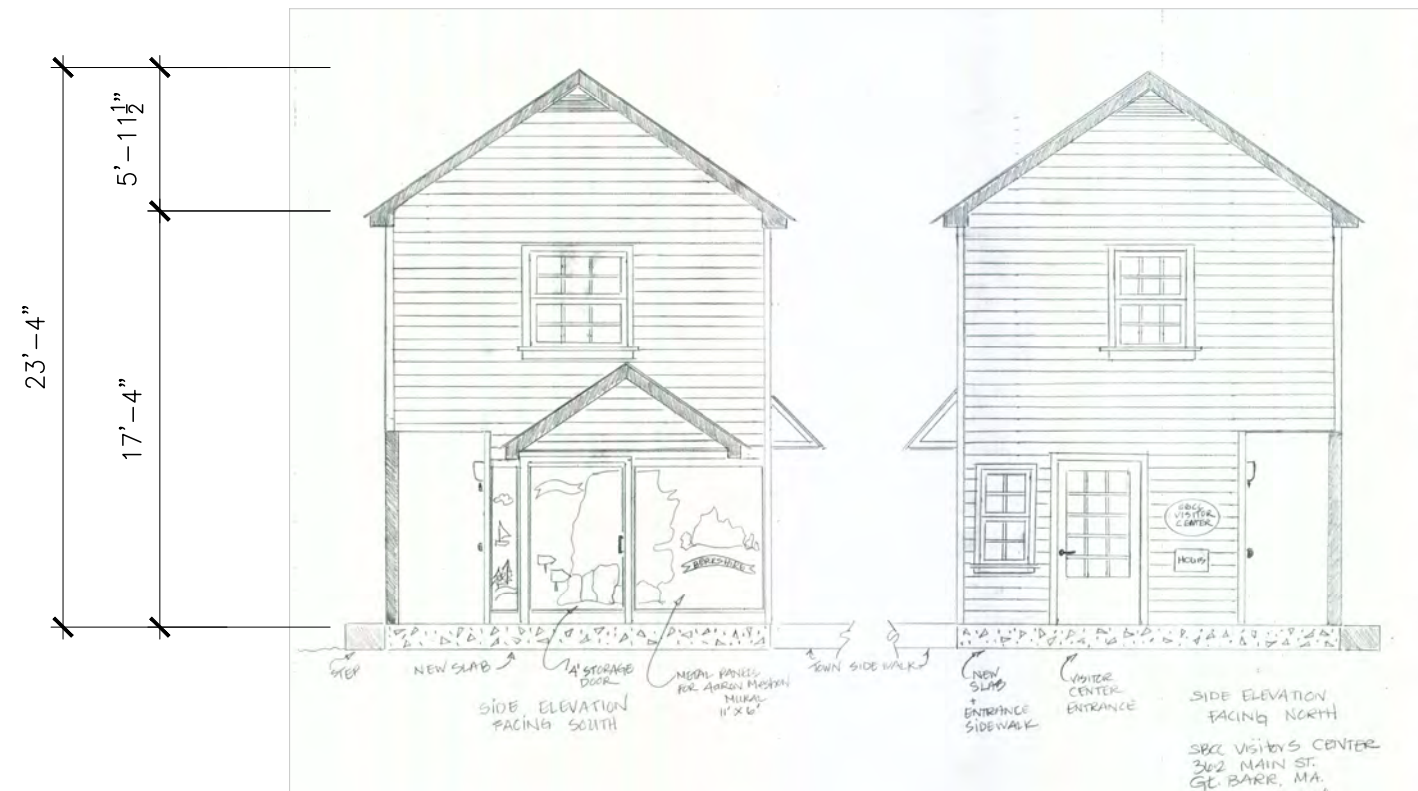 5'-11½"
23'-4"
17'-4"
BERKSHIRE
SBCC
VISITOR
CENTER
HOURS
STEP
NEW SLAB
4' STORAGE
DOOR
METAL PANELS
FOR AARON MESHON
MURAL
11' X 6'
TOWN SIDEWALK
NEW
SLAB
+
ENTRANCE
SIDEWALK
VISITOR
CENTER
ENTRANCE
SIDE ELEVATION
FACING SOUTH
SIDE ELEVATION
FACING NORTH
SBCC VISITORS CENTER
362 MAIN ST.
GT. BARR, MA.